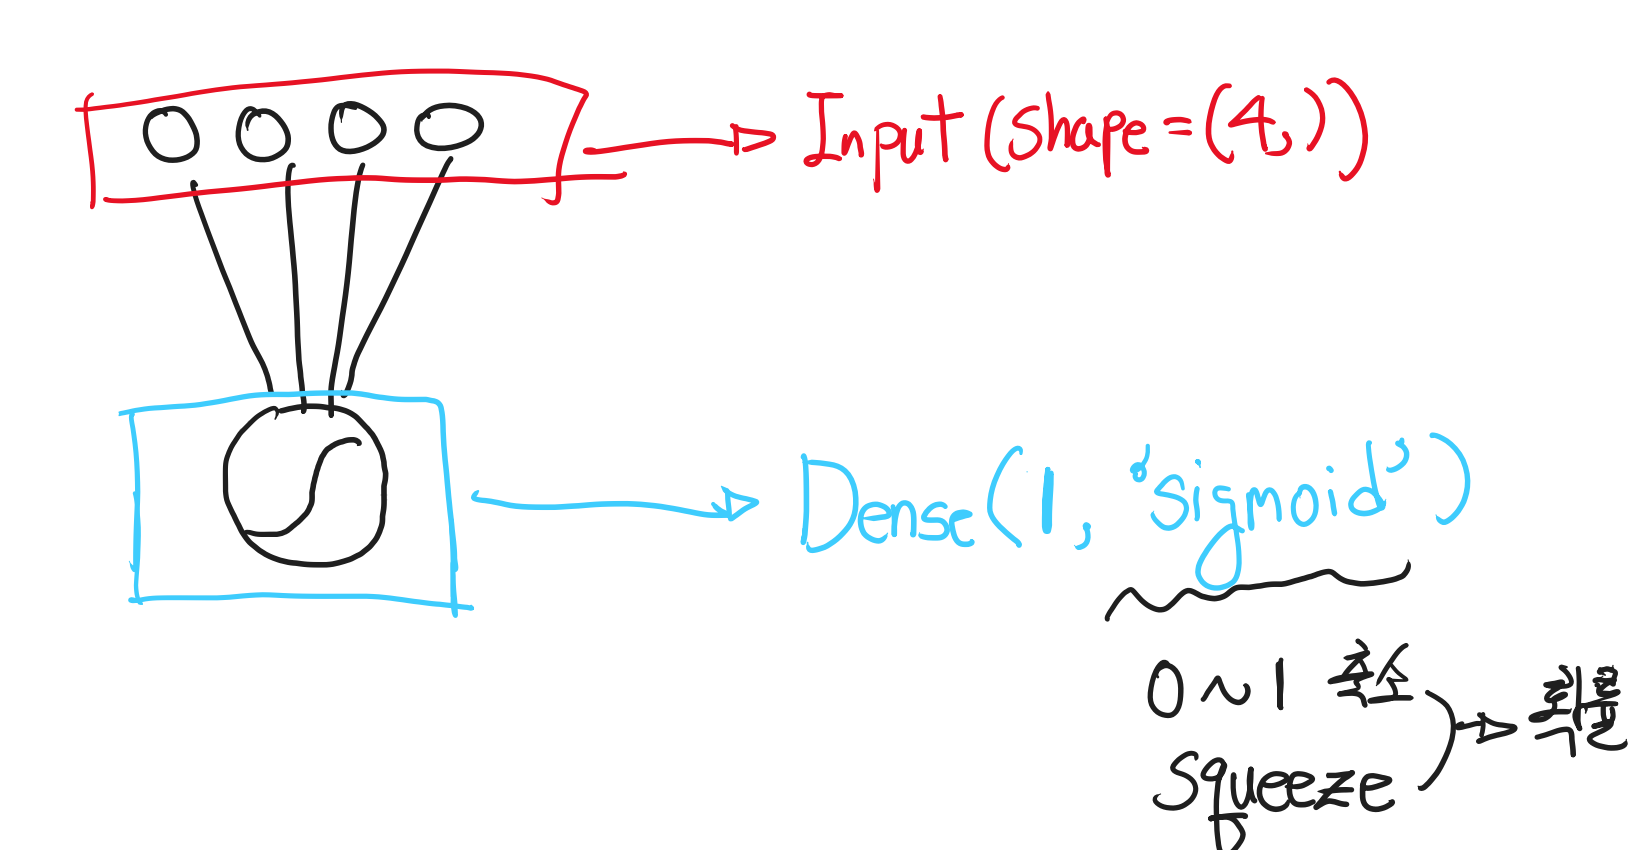 Input(shape=(4,))
Dense(1, 'sigmoid')
0~1 축소
squeeze
확률